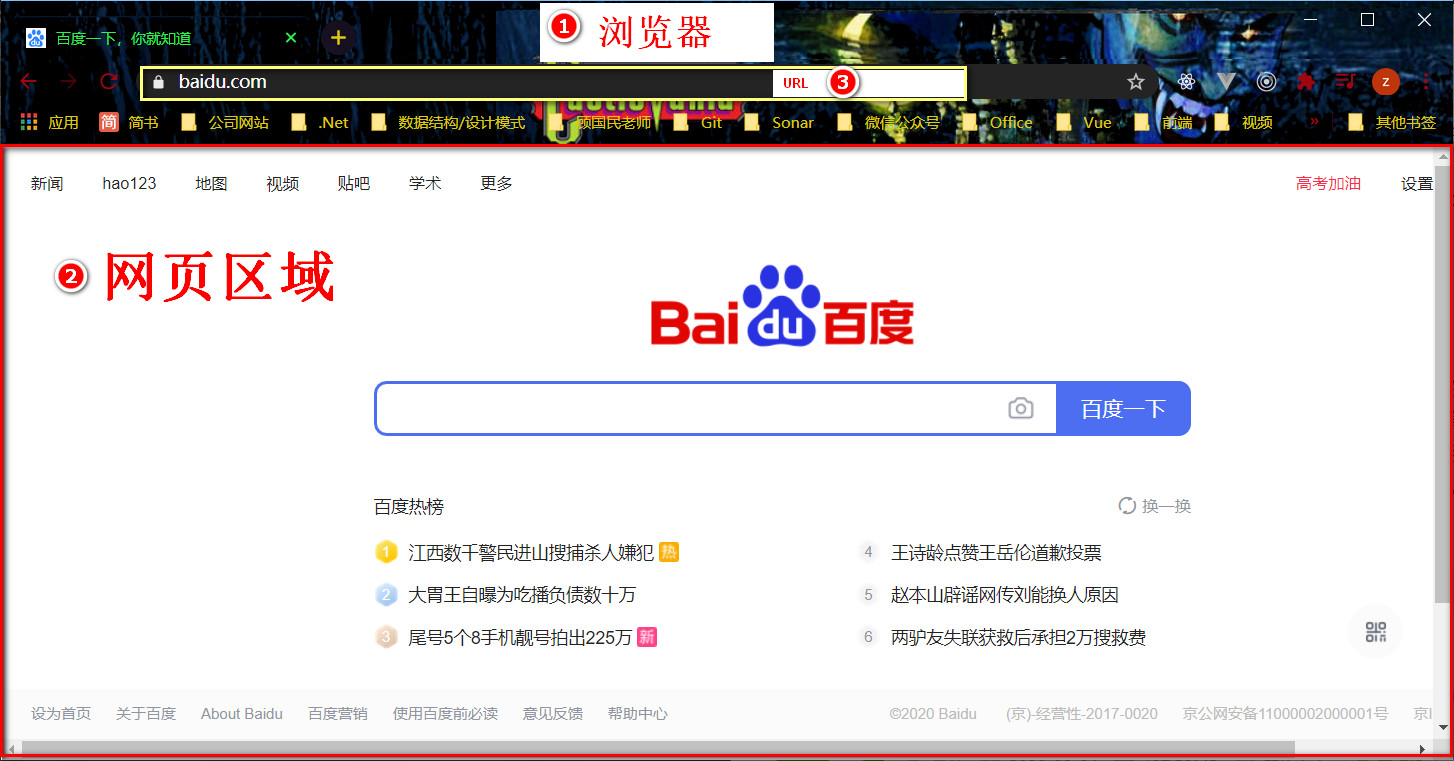 ① 浏览器
百度一下，你就知道
baidu.com URL ③
应用 简 简书 公司网站 .Net 数据结构/设计模式 顾国民老师 Git Sonar 微信公众号 Office Vue 前端 视频 » 其他书签
新闻 hao123 地图 视频 贴吧 学术 更多 高考加油 设置
② 网页区域
Bai du 百度
百度一下
百度热榜 换一换
1 江西数千警民进山搜捕杀人嫌犯 热
2 大胃王自曝为吃播负债数十万
3 尾号5个8手机靓号拍出225万 新
4 王诗龄点赞王岳伦道歉投票
5 赵本山辟谣网传刘能换人原因
6 两驴友失联获救后承担2万搜救费
设为首页 关于百度 About Baidu 百度营销 使用百度前必读 意见反馈 帮助中心 ©2020 Baidu (京)-经营性-2017-0020 京公网安备11000002000001号 京